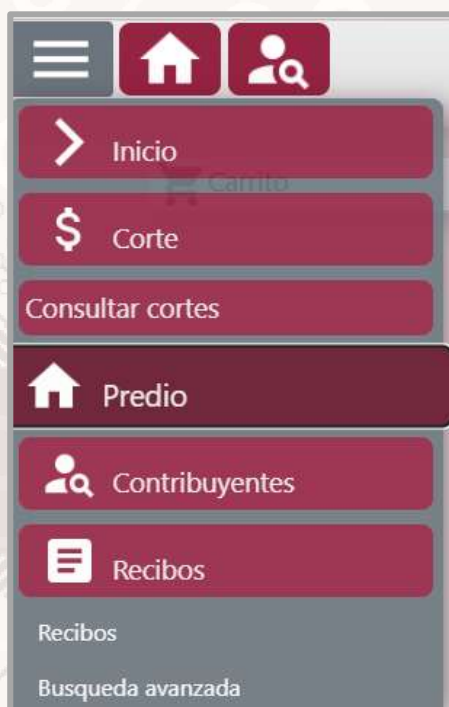 Inicio
Carrito
Corte
Consultar cortes
Predio
Contribuyentes
Recibos
Recibos
Busqueda avanzada